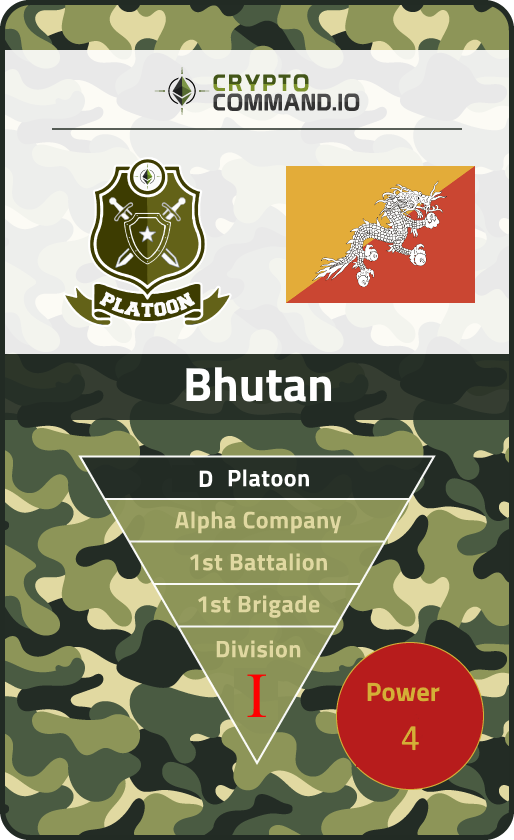 CRYPTO
COMMAND.IO
PLATOON
Bhutan
D Platoon
Alpha Company
1st Battalion
1st Brigade
Division
I
Power
4